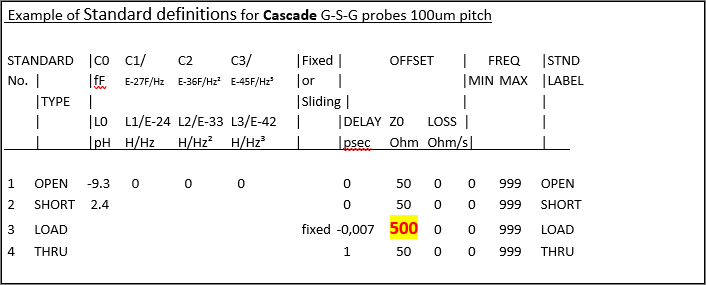 Example of Standard definitions for Cascade G-S-G probes 100um pitch
STANDARD |C0 C1/ C2 C3/ |Fixed | OFFSET | FREQ |STND
No. | |fF E-27F/Hz E-36F/Hz² E-45F/Hz³ |or | |MIN MAX |LABEL
|TYPE | |Sliding |
| |L0 L1/E-24 L2/E-33 L3/E-42 | |DELAY Z0 LOSS | |
| |pH H/Hz H/Hz² H/Hz³ | |psec Ohm Ohm/s| |
1 OPEN -9.3 0 0 0 0 50 0 0 999 OPEN
2 SHORT 2.4 0 50 0 0 999 SHORT
3 LOAD fixed -0,007 500 0 0 999 LOAD
4 THRU 1 50 0 0 999 THRU